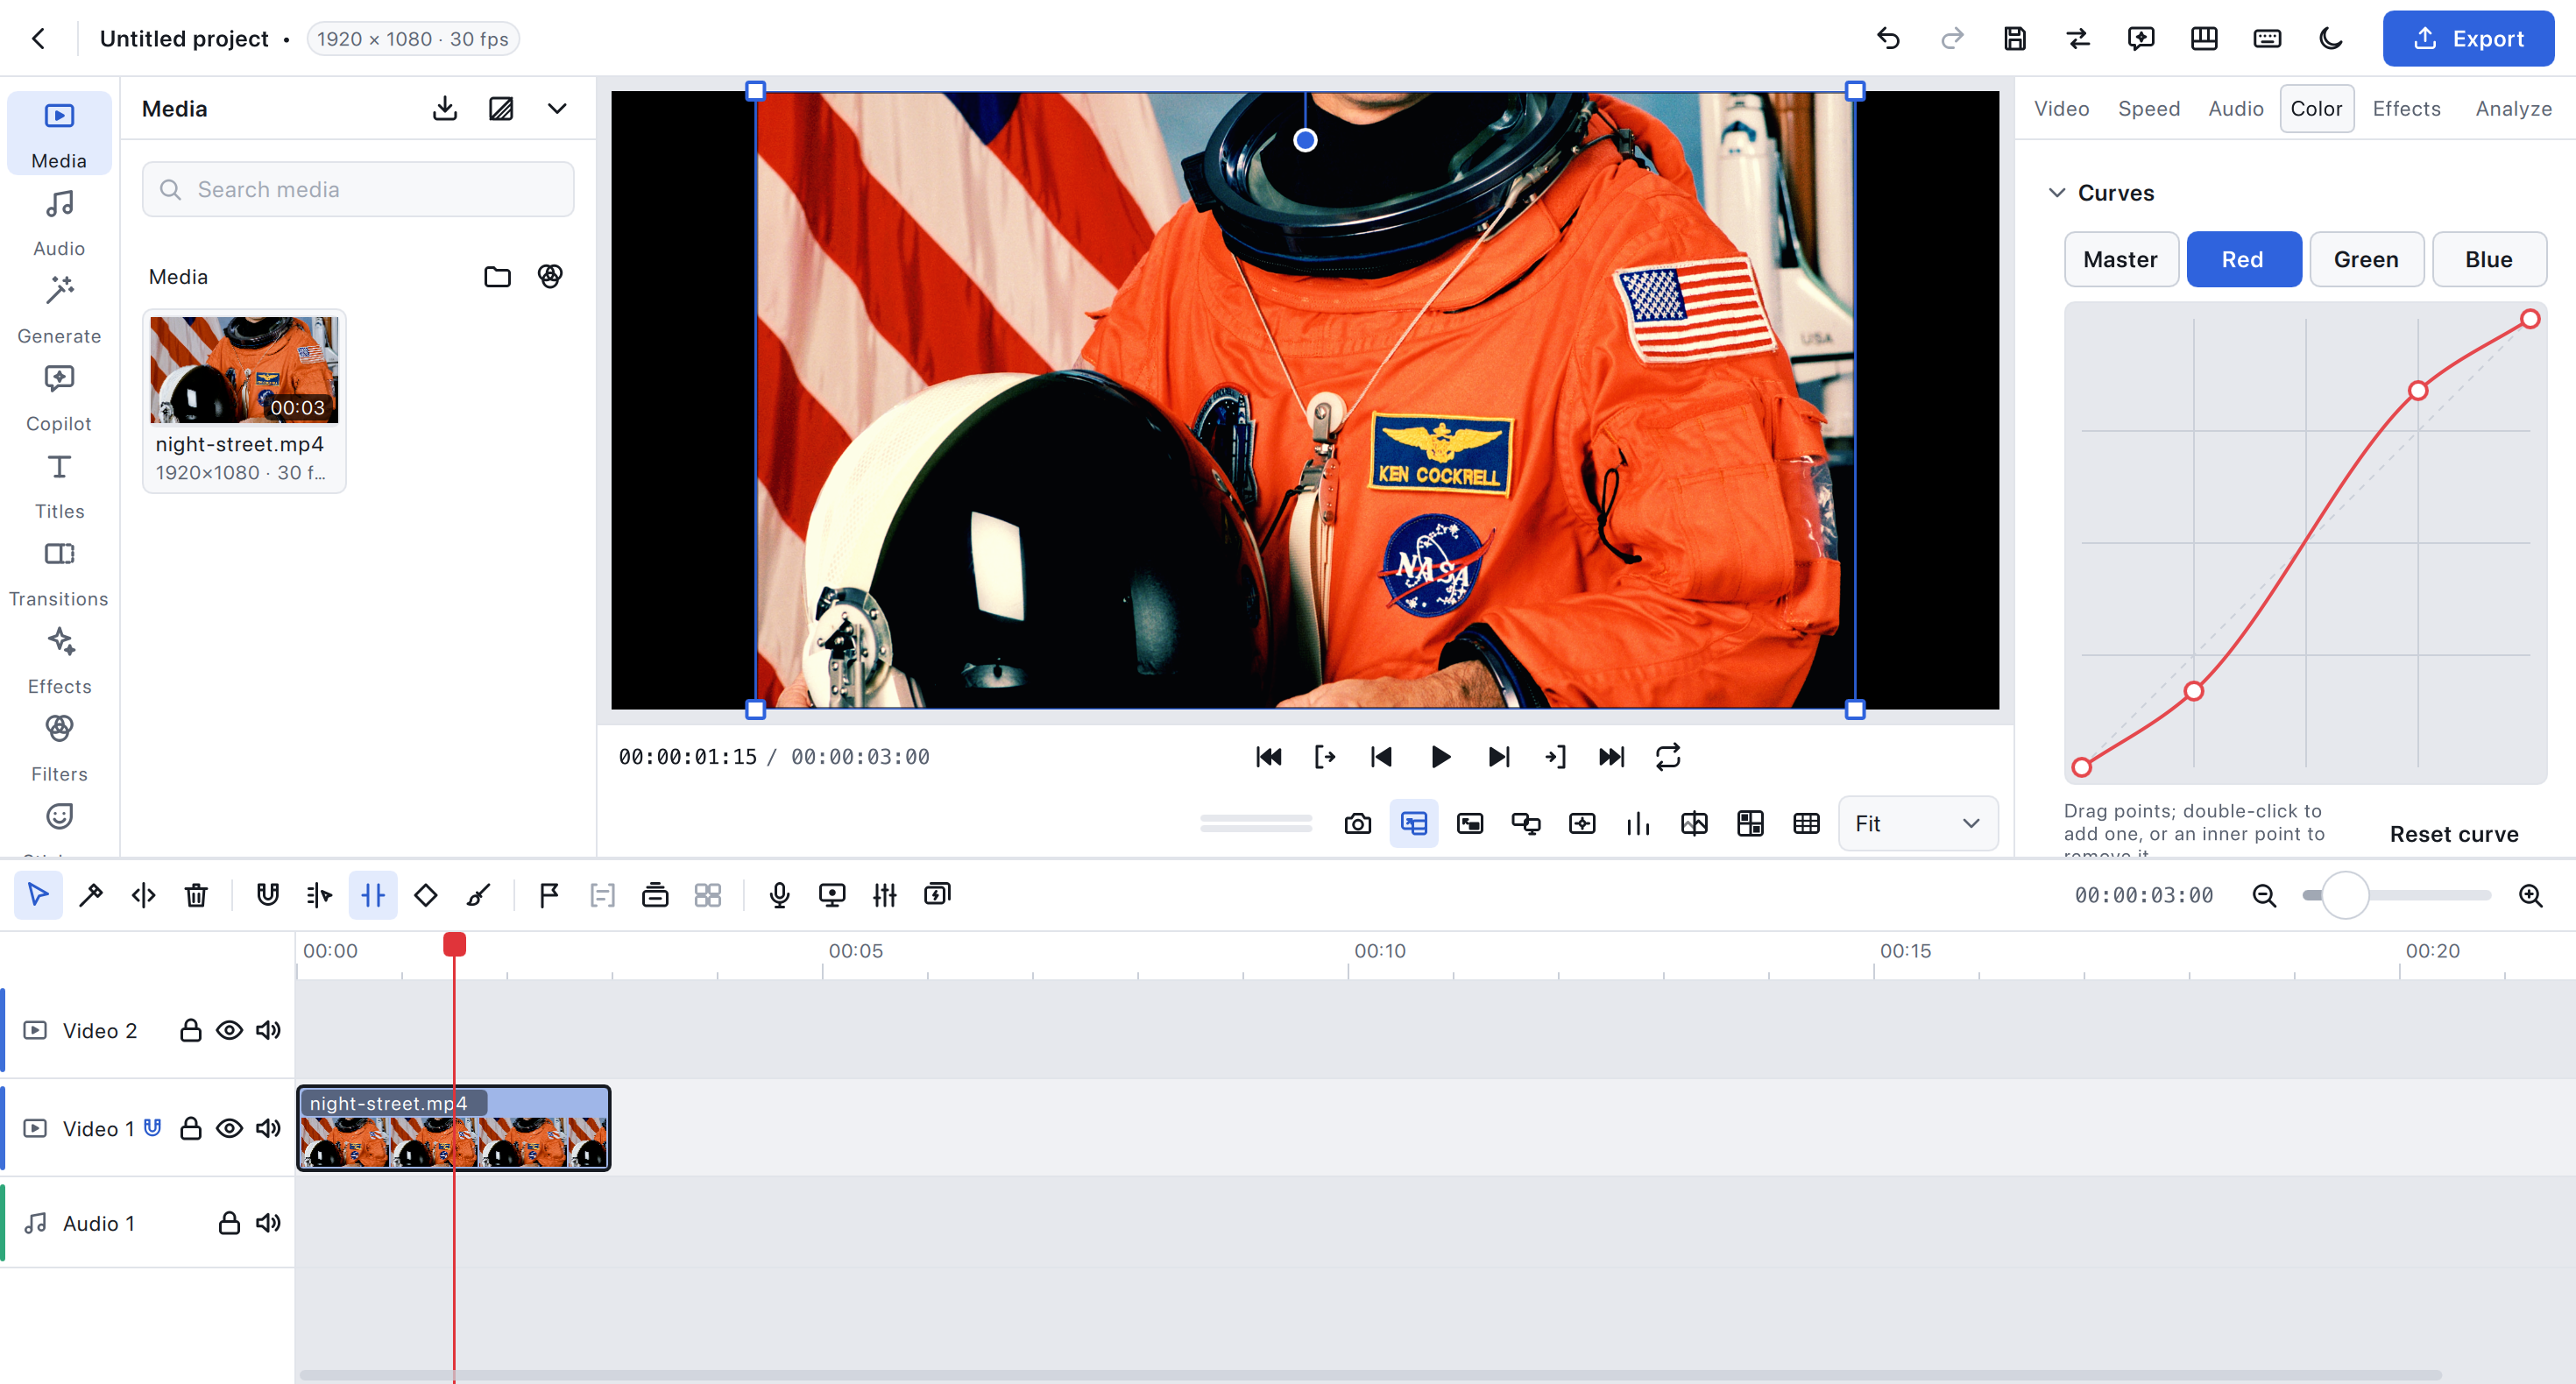 Untitled project •
1920 × 1080 · 30 fps
Export
Media
Audio
Generate
Copilot
Titles
Transitions
Effects
Filters
Media
Search media
Media
00:03
night-street.mp4
1920×1080 · 30 f...
USA
KEN COCKRELL
NASA
00:00:01:15 / 00:00:03:00
Fit
Video
Speed
Audio
Color
Effects
Analyze
Curves
Master
Red
Green
Blue
Drag points; double-click to
add one, or an inner point to
remove it
Reset curve
00:00:03:00
00:00
00:05
00:10
00:15
00:20
Video 2
Video 1
night-street.mp4
Audio 1